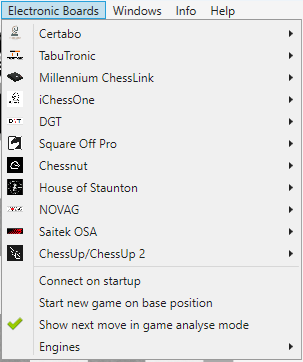 Electronic Boards Windows Info Help
Certabo
TabuTronic
Millennium ChessLink
iChessOne
DGT DGT
Square Off Pro
Chessnut
House of Staunton
NOVAG
Saitek OSA
ChessUp/ChessUp 2
Connect on startup
Start new game on base position
Show next move in game analyse mode
Engines